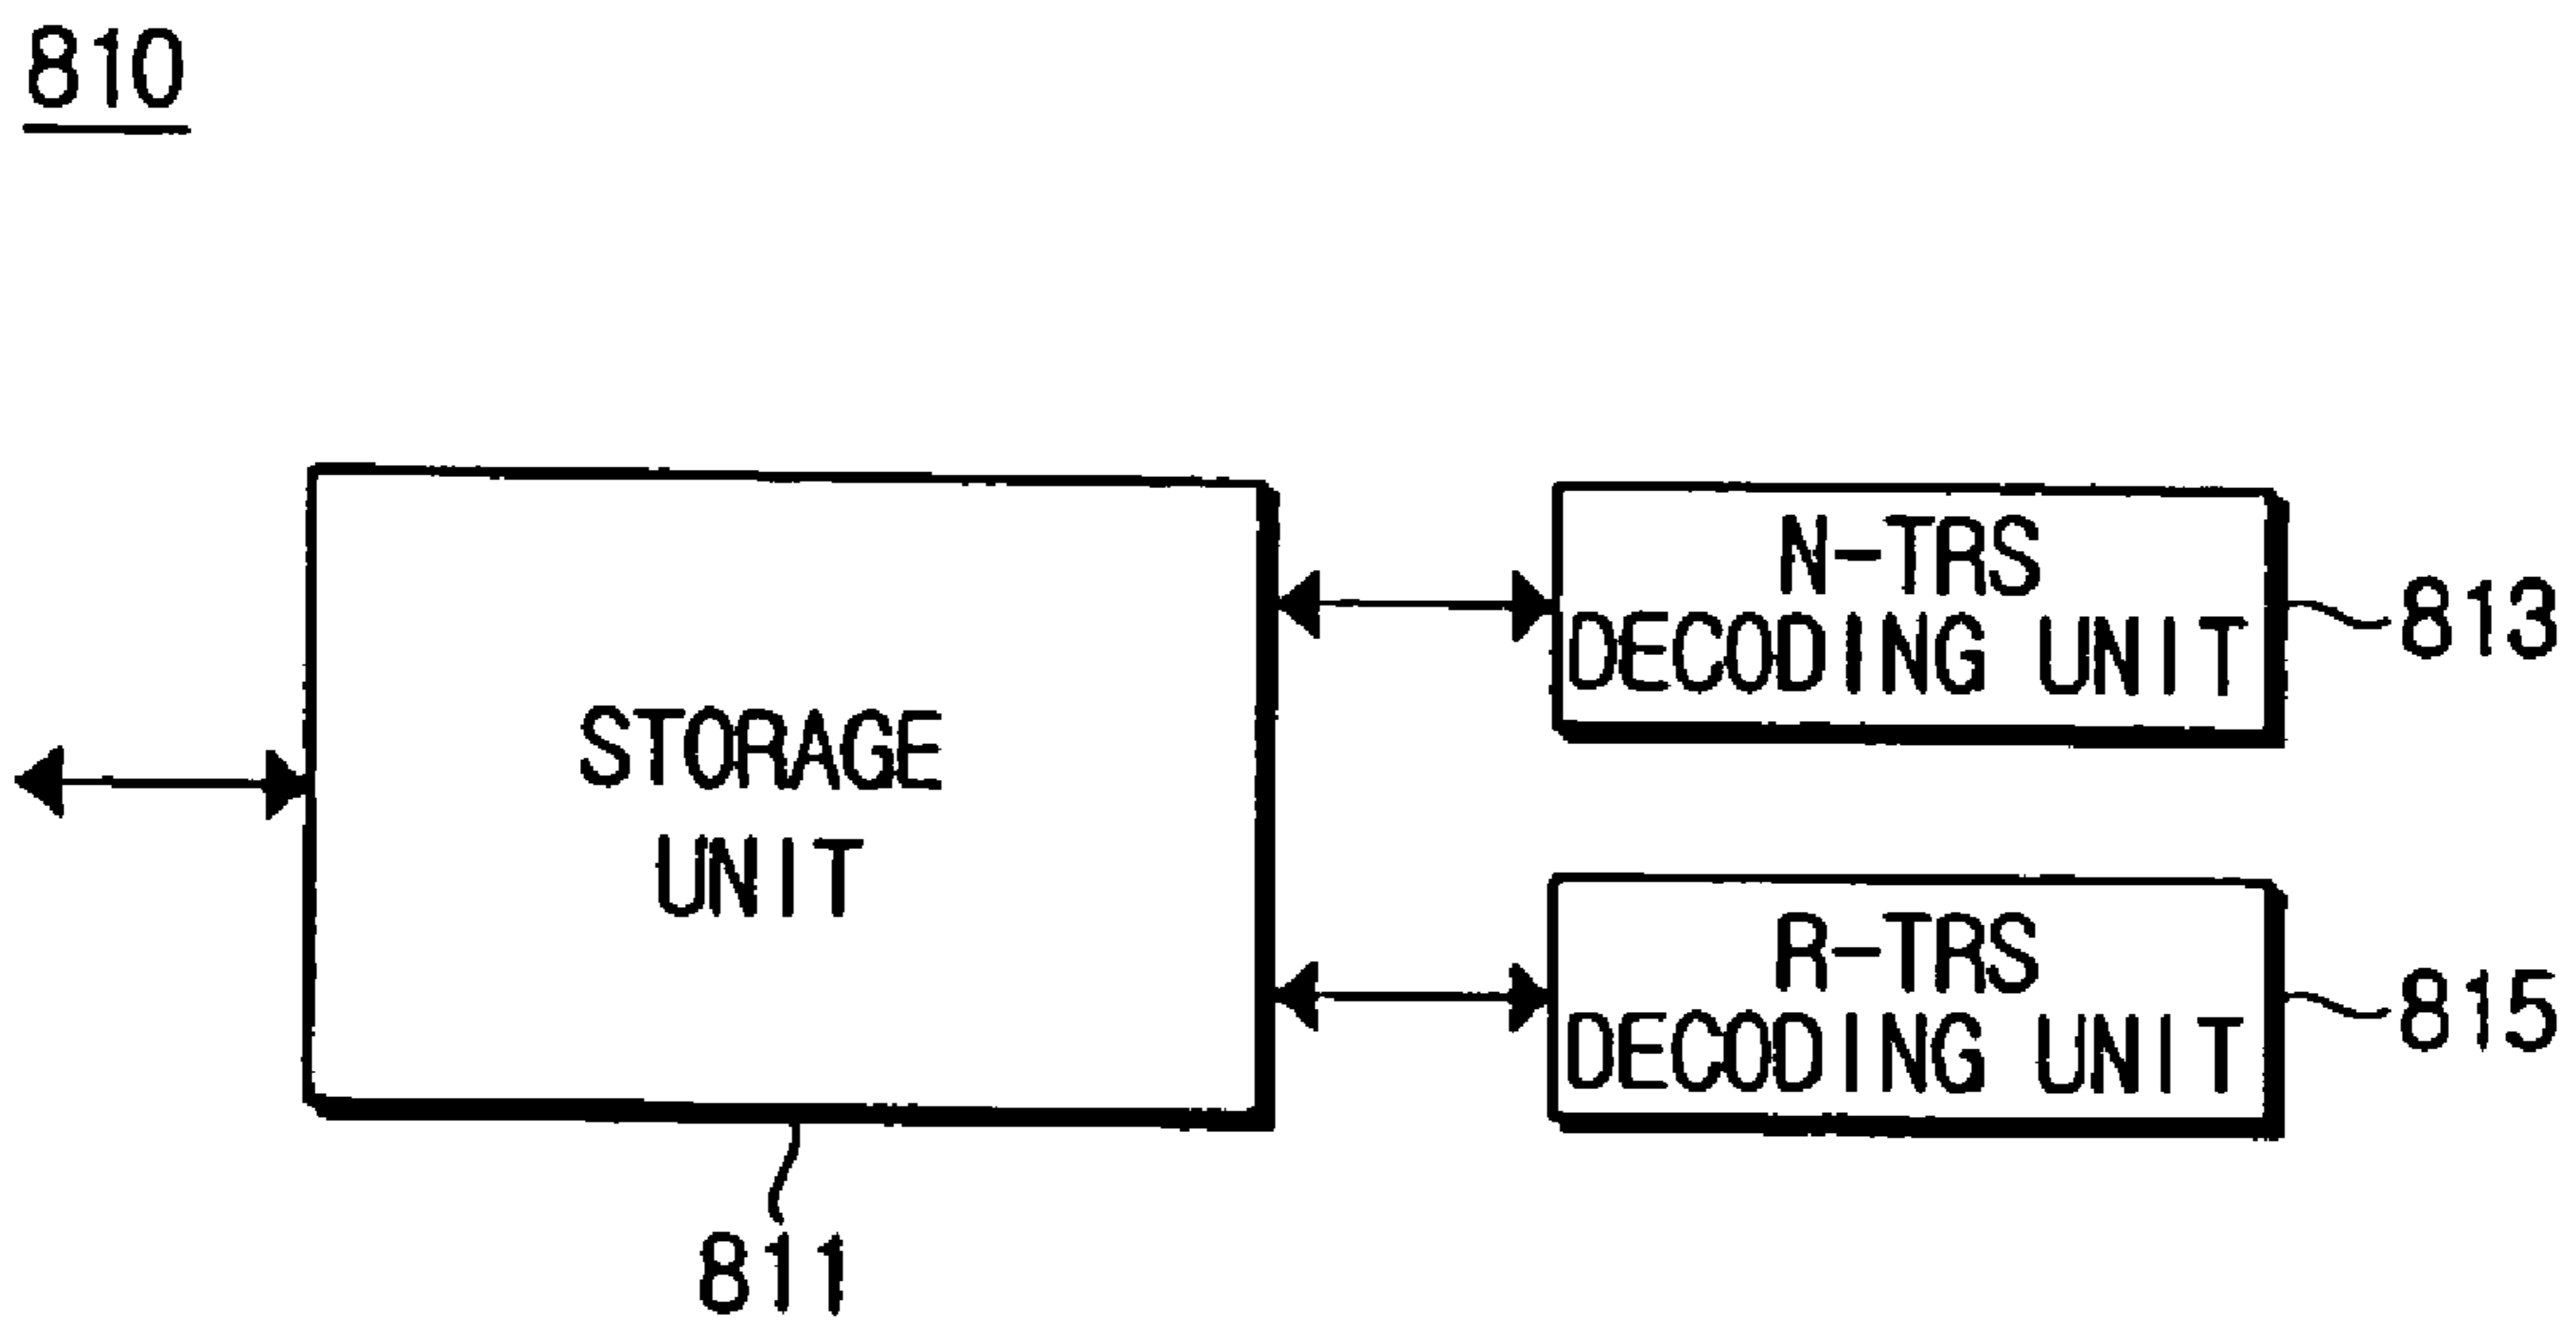 810
STORAGE
UNIT
811
N-TRS
DECODING UNIT
813
R-TRS
DECODING UNIT
815